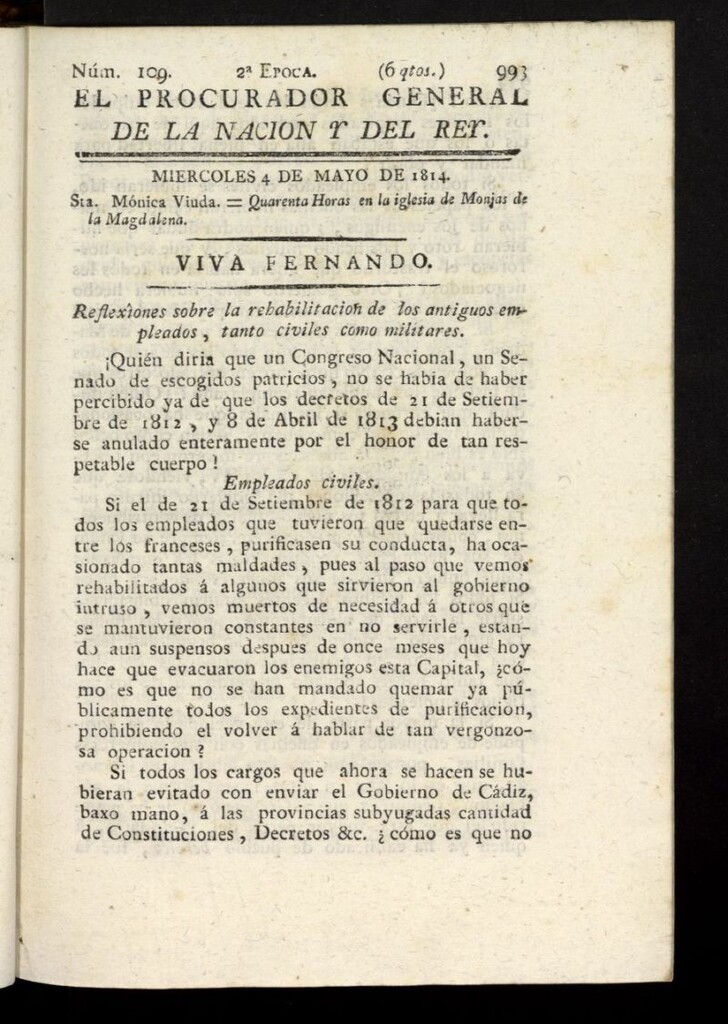 Núm. 109. 2ª Epoca. (6 qtos.) 993
EL PROCURADOR GENERAL
DE LA NACION Y DEL REY.
MIERCOLES 4 DE MAYO DE 1814.
Sta. Mónica Viuda. = Quarenta Horas en la iglesia de Monjas de
la Magdalena.
VIVA FERNANDO.
Reflexîones sobre la rehabilitacion de los antiguos em-
pleados, tanto civiles como militares.
¡Quién diria que un Congreso Nacional, un Se-
nado de escogidos patricios, no se habia de haber
percibido ya de que los decretos de 21 de Setiem-
bre de 1812, y 8 de Abril de 1813 debian haber-
se anulado enteramente por el honor de tan res-
petable cuerpo!
Empleados civiles.
Si el de 21 de Setiembre de 1812 para que to-
dos los empleados que tuvieron que quedarse en-
tre los franceses, purificasen su conducta, ha oca-
sionado tantas maldades, pues al paso que vemos
rehabilitados á algunos que sirvieron al gobierno
intruso, vemos muertos de necesidad á otros que
se mantuvieron constantes en no servirle, estan-
do aun suspensos despues de once meses que hoy
hace que evacuaron los enemigos esta Capital, ¿có-
mo es que no se han mandado quemar ya pú-
blicamente todos los expedientes de purificacion,
prohibiendo el volver á hablar de tan vergonzo-
sa operacion?
Si todos los cargos que ahora se hacen se hu-
bieran evitado con enviar el Gobierno de Cádiz,
baxo mano, á las provincias subyugadas cantidad
de Constituciones, Decretos &c. ¿cómo es que no